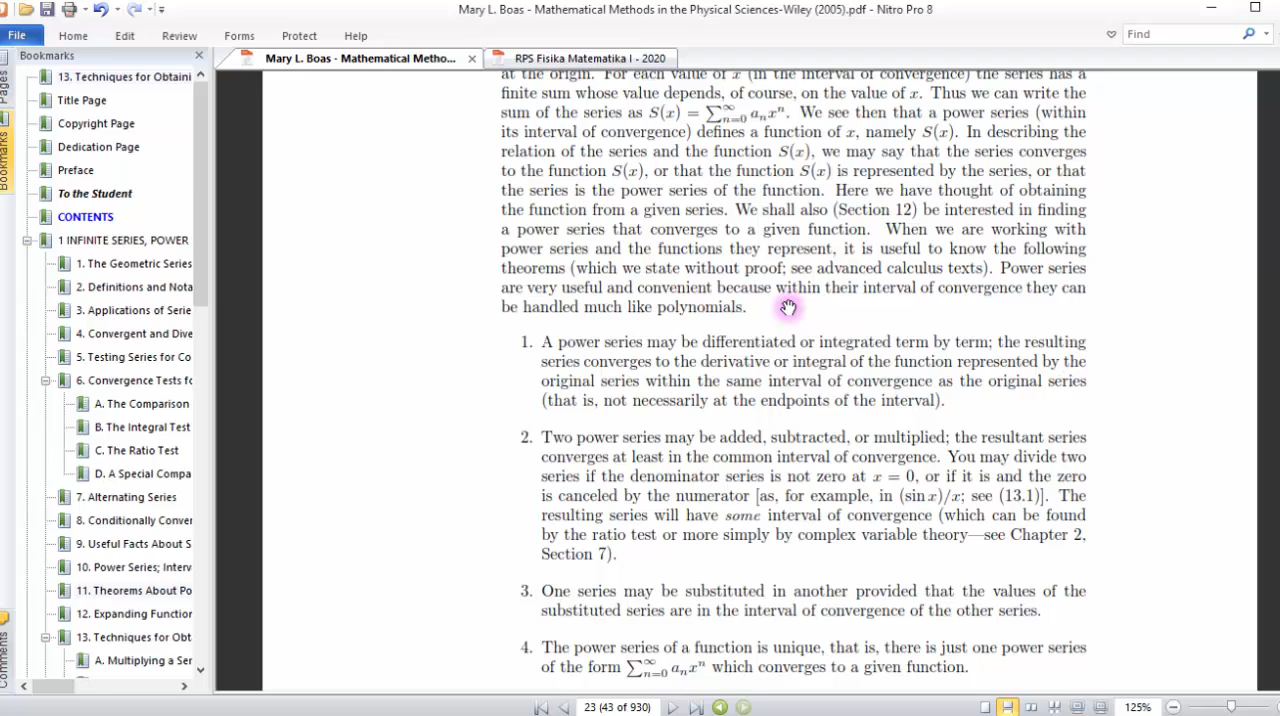 Mary L. Boas - Mathematical Methods in the Physical Sciences-Wiley (2005).pdf - Nitro Pro 8
File Home Edit Review Forms Protect Help
Find
Bookmarks
Mary L. Boas - Mathematical Metho...
RPS Fisika Matematika I - 2020
Pages
Bookmarks
Comments
13. Techniques for Obtaini
Title Page
Copyright Page
Dedication Page
Preface
To the Student
CONTENTS
1 INFINITE SERIES, POWER
1. The Geometric Series
2. Definitions and Nota
3. Applications of Serie
4. Convergent and Dive
5. Testing Series for Co
6. Convergence Tests fo
A. The Comparison
B. The Integral Test
C. The Ratio Test
D. A Special Compa
7. Alternating Series
8. Conditionally Conver
9. Useful Facts About S
10. Power Series; Interv
11. Theorems About Po
12. Expanding Function
13. Techniques for Obt
A. Multiplying a Ser
at the origin. For each value of x (in the interval of convergence) the series has a
finite sum whose value depends, of course, on the value of x. Thus we can write the
sum of the series as S(x) = ∑_{n=0}^{∞} aₙxⁿ. We see then that a power series (within
its interval of convergence) defines a function of x, namely S(x). In describing the
relation of the series and the function S(x), we may say that the series converges
to the function S(x), or that the function S(x) is represented by the series, or that
the series is the power series of the function. Here we have thought of obtaining
the function from a given series. We shall also (Section 12) be interested in finding
a power series that converges to a given function. When we are working with
power series and the functions they represent, it is useful to know the following
theorems (which we state without proof; see advanced calculus texts). Power series
are very useful and convenient because within their interval of convergence they can
be handled much like polynomials.
1. A power series may be differentiated or integrated term by term; the resulting
series converges to the derivative or integral of the function represented by the
original series within the same interval of convergence as the original series
(that is, not necessarily at the endpoints of the interval).
2. Two power series may be added, subtracted, or multiplied; the resultant series
converges at least in the common interval of convergence. You may divide two
series if the denominator series is not zero at x = 0, or if it is and the zero
is canceled by the numerator [as, for example, in (sin x)/x; see (13.1)]. The
resulting series will have some interval of convergence (which can be found
by the ratio test or more simply by complex variable theory—see Chapter 2,
Section 7).
3. One series may be substituted in another provided that the values of the
substituted series are in the interval of convergence of the other series.
4. The power series of a function is unique, that is, there is just one power series
of the form ∑_{n=0}^{∞} aₙxⁿ which converges to a given function.
23 (43 of 930)
125%